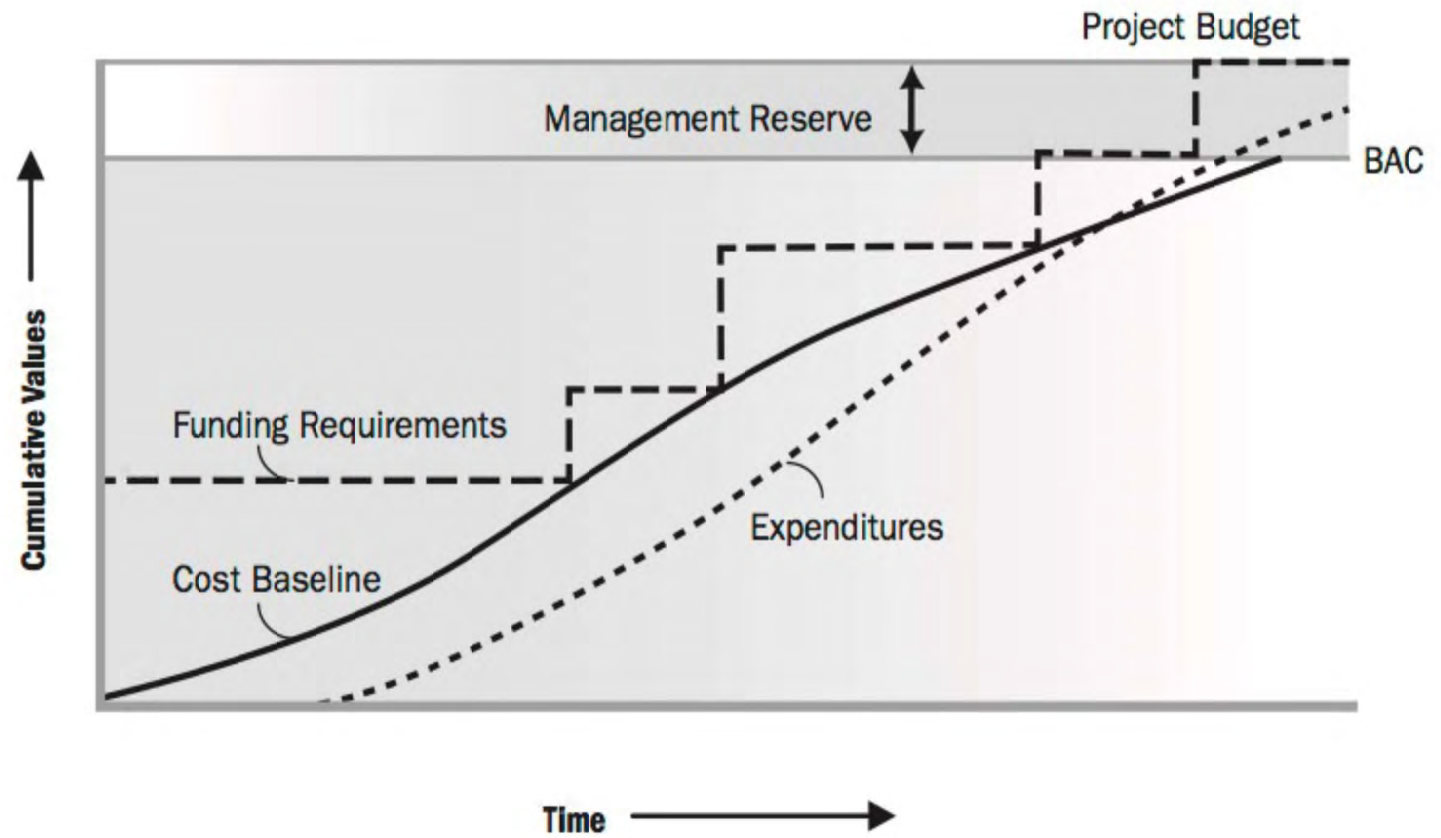 Project Budget
Management Reserve
BAC
Cumulative Values
Funding Requirements
Expenditures
Cost Baseline
Time